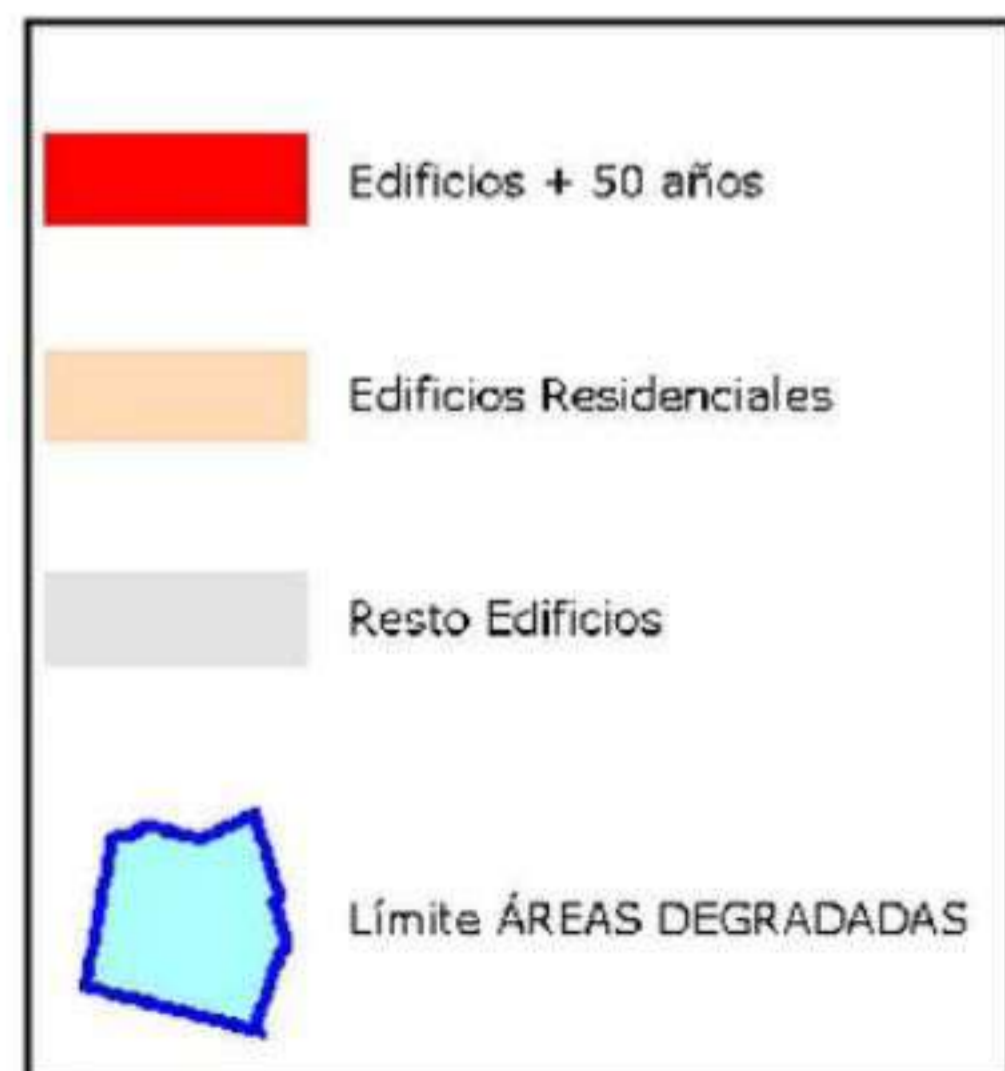 Edificios + 50 años
Edificios Residenciales
Resto Edificios
Límite ÁREAS DEGRADADAS